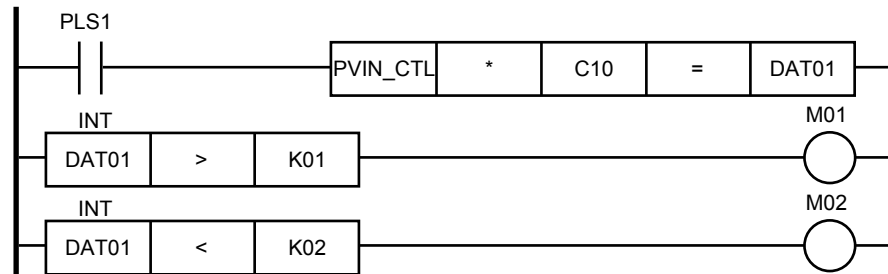 PLS1
PVIN_CTL * C10 = DAT01
INT M01
DAT01 > K01
INT M02
DAT01 < K02